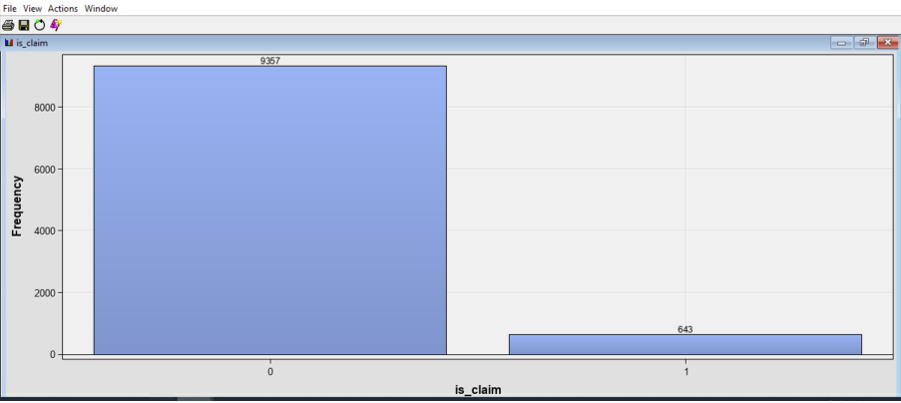 File View Actions Window
is_claim
9357
8000
6000
Frequency
4000
2000
643
0
0 1
is_claim